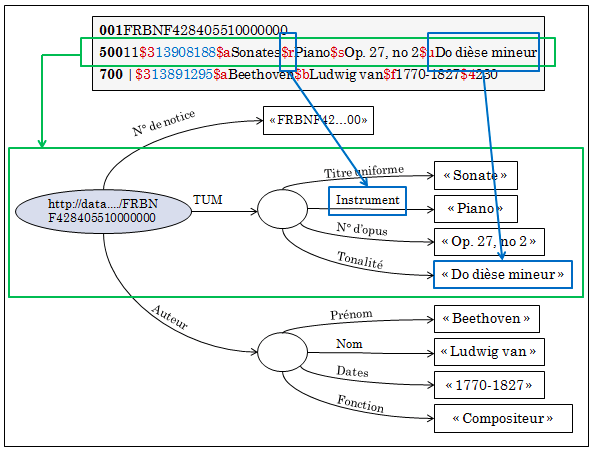 001FRBNF428405510000000
50011$313908188$aSonates$rPiano$sOp. 27, no 2$uDo dièse mineur
700 |$313891295$aBeethoven$bLudwig van$f1770-1827$4230
N° de notice
«FRBNF42…00»
Titre uniforme
« Sonate »
http://data..../FRBN
F428405510000000
TUM
Instrument
« Piano »
N° d'opus
« Op. 27, no 2 »
Tonalité
« Do dièse mineur »
Auteur
Prénom
« Beethoven »
Nom
« Ludwig van »
Dates
« 1770-1827 »
Fonction
« Compositeur »